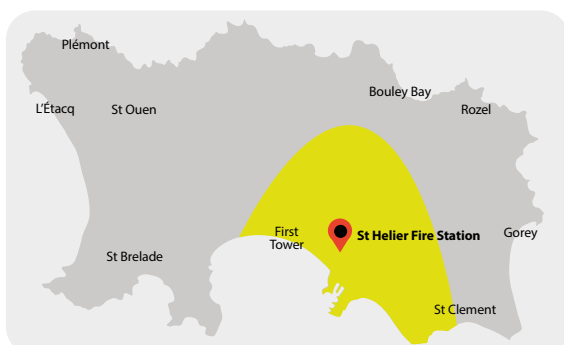 Plémont
Bouley Bay
L’Étacq
St Ouen
Rozel
First
Tower
St Helier Fire Station
Gorey
St Brelade
St Clement